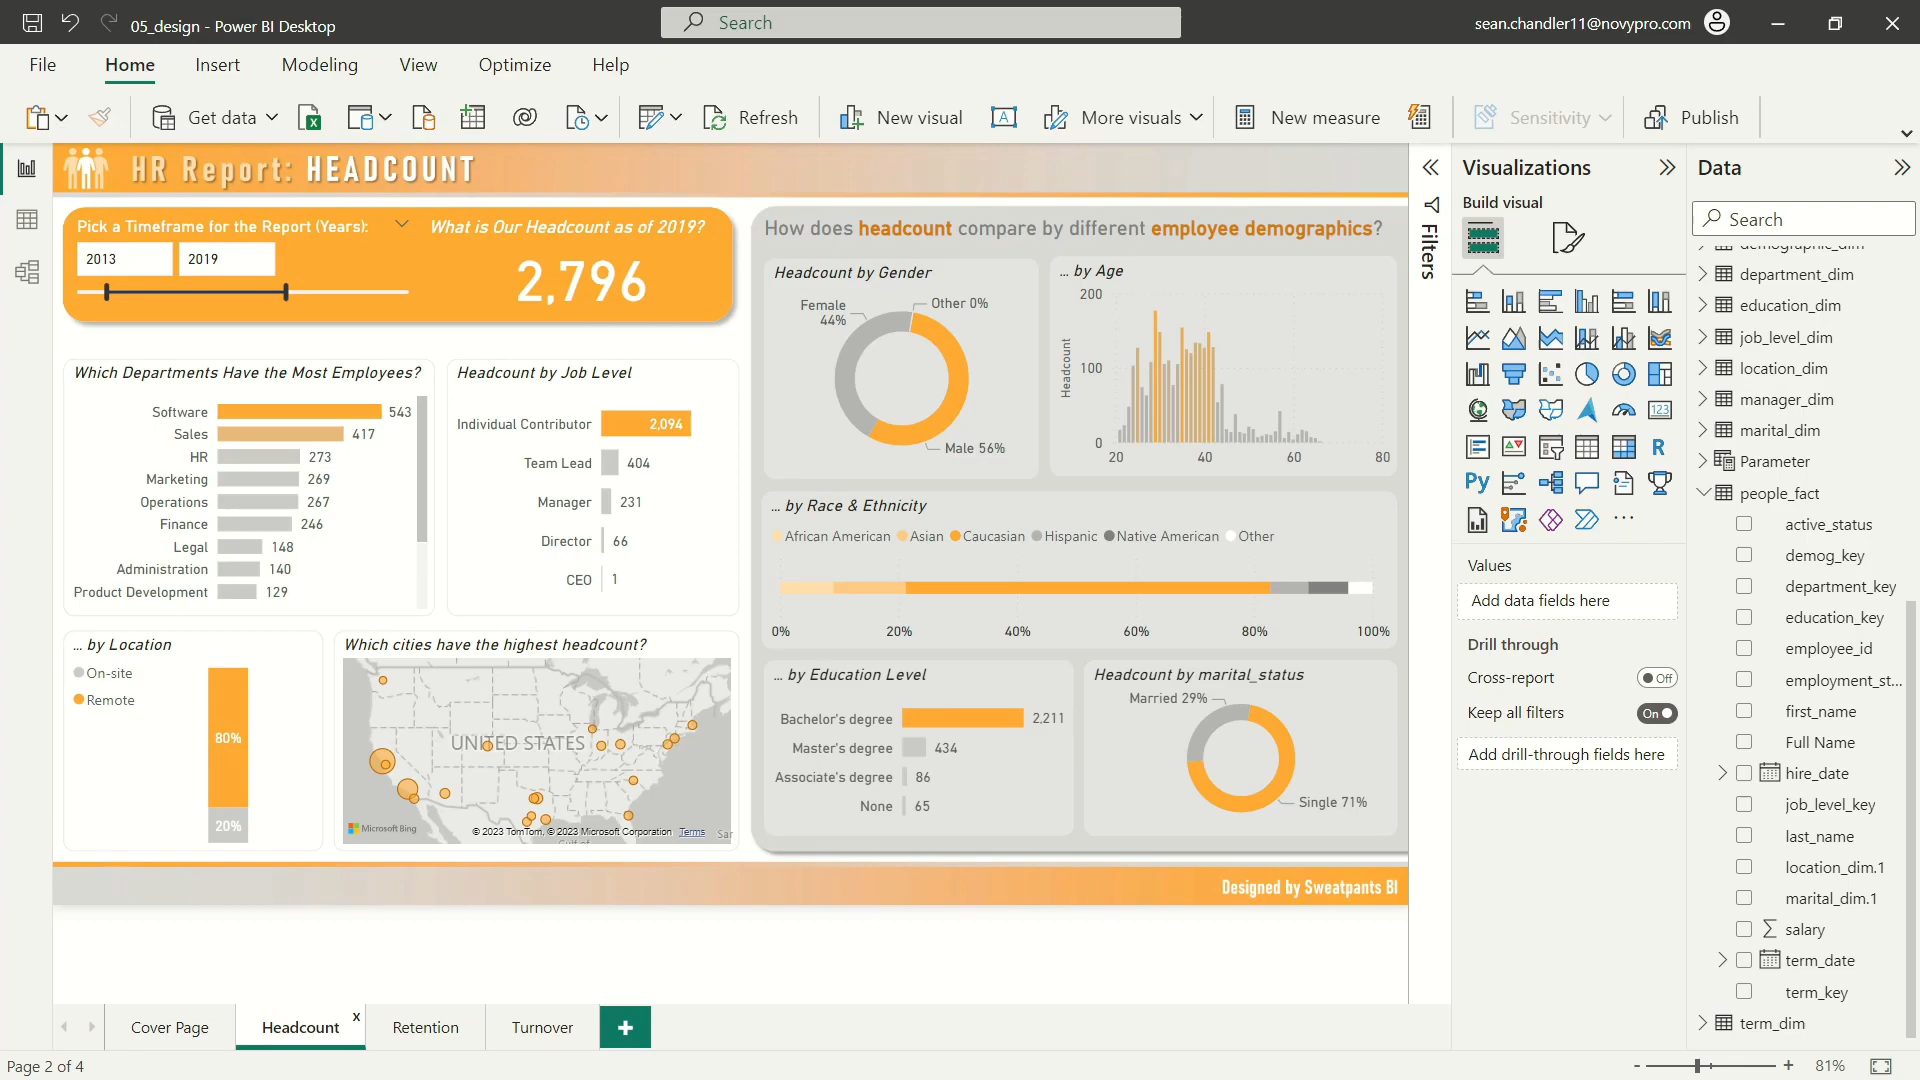 05_design - Power BI Desktop
Search
sean.chandler11@novypro.com
File
Home
Insert
Modeling
View
Optimize
Help
Get data
Refresh
New visual
More visuals
New measure
Sensitivity
Publish
HR Report: HEADCOUNT
Pick a Timeframe for the Report (Years):
2013
2019
What is Our Headcount as of 2019?
2,796
Which Departments Have the Most Employees?
Software 543
Sales 417
HR 273
Marketing 269
Operations 267
Finance 246
Legal 148
Administration 140
Product Development 129
Headcount by Job Level
Individual Contributor 2,094
Team Lead 404
Manager 231
Director 66
CEO 1
... by Location
On-site
Remote
80%
20%
Which cities have the highest headcount?
UNITED STATES
Microsoft Bing
© 2023 TomTom, © 2023 Microsoft Corporation Terms
Sar
Gulf of
How does headcount compare by different employee demographics?
Headcount by Gender
Female
44%
Other 0%
Male 56%
... by Age
Headcount
200
100
0
20
40
60
80
... by Race & Ethnicity
African American
Asian
Caucasian
Hispanic
Native American
Other
0%
20%
40%
60%
80%
100%
... by Education Level
Bachelor's degree 2,211
Master's degree 434
Associate's degree 86
None 65
Headcount by marital_status
Married 29%
Single 71%
Designed by Sweatpants BI
Filters
Visualizations
Build visual
123
R
Py
Values
Add data fields here
Drill through
Cross-report
Off
Keep all filters
On
Add drill-through fields here
Data
Search
demographic_dim
department_dim
education_dim
job_level_dim
location_dim
manager_dim
marital_dim
Parameter
people_fact
active_status
demog_key
department_key
education_key
employee_id
employment_st...
first_name
Full Name
hire_date
job_level_key
last_name
location_dim.1
marital_dim.1
salary
term_date
term_key
term_dim
Cover Page
Headcount
x
Retention
Turnover
Page 2 of 4
81%